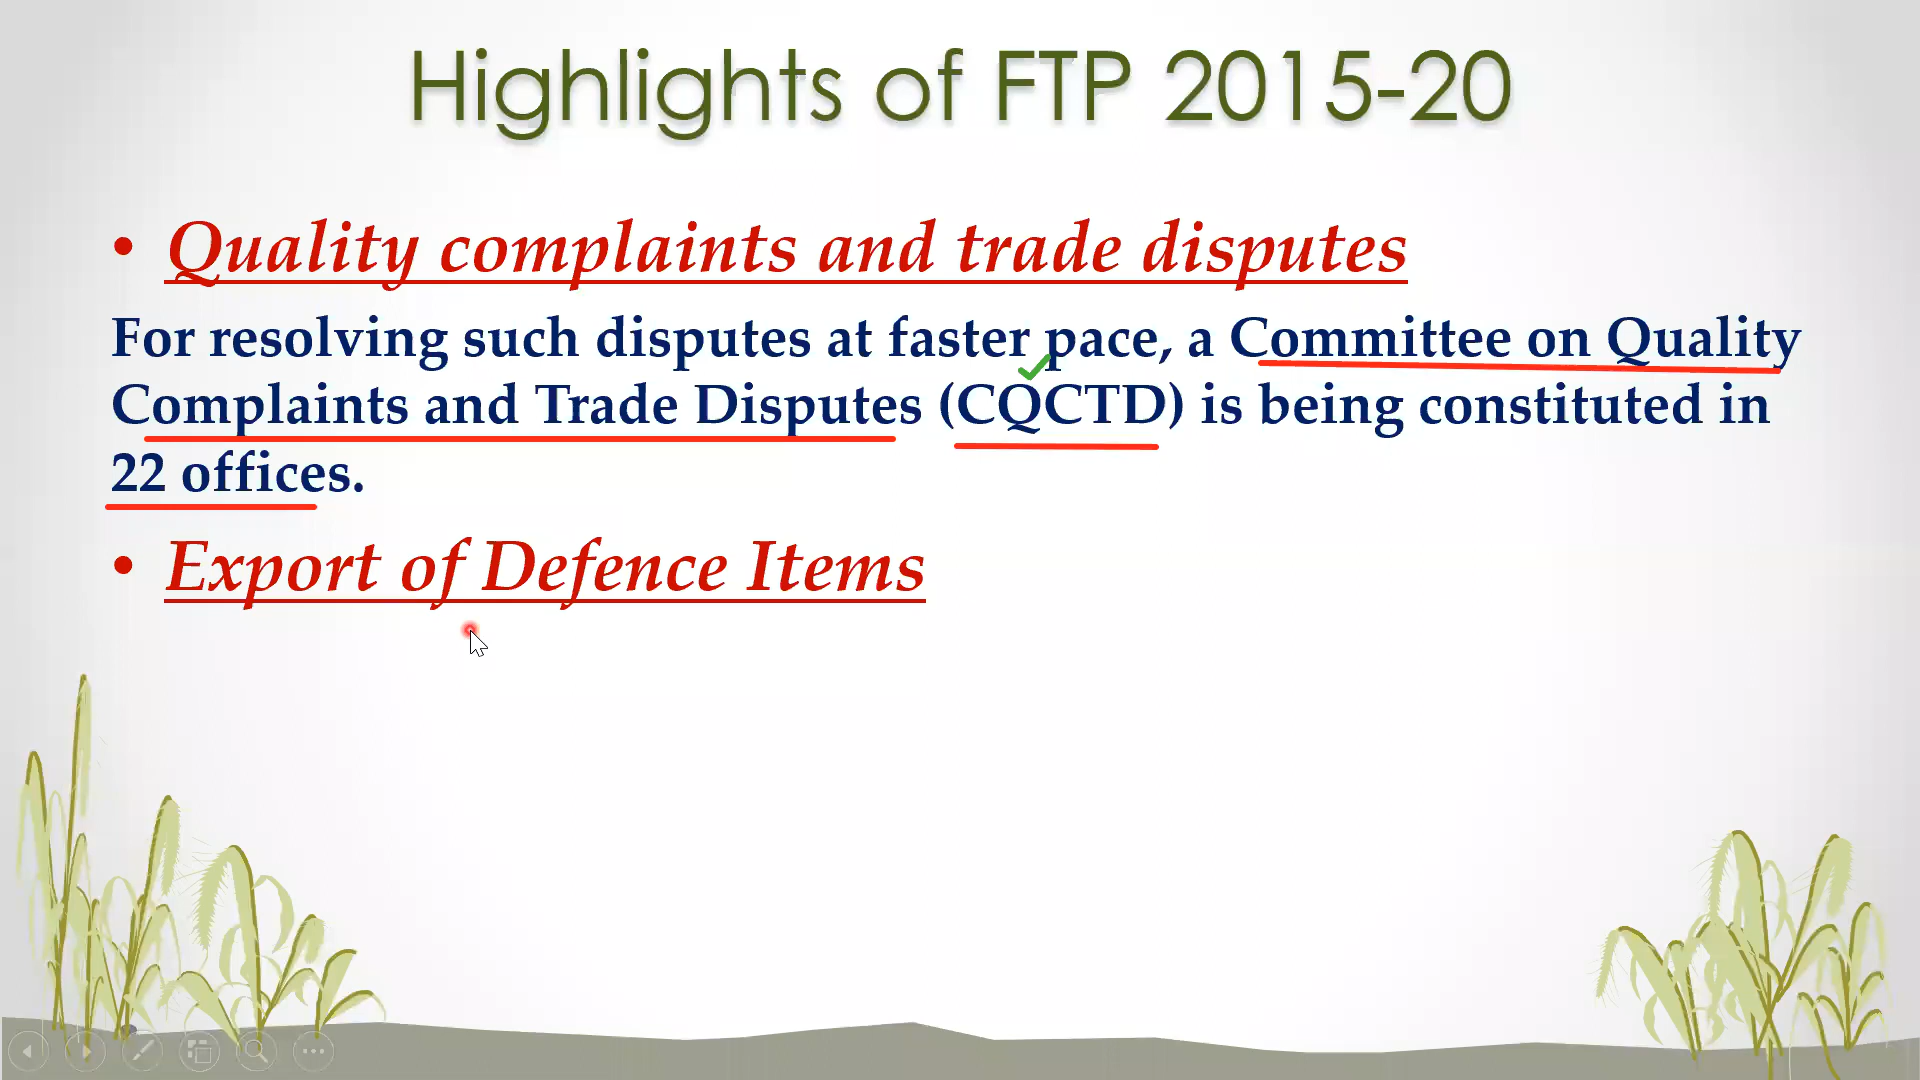 Highlights of FTP 2015-20
• Quality complaints and trade disputes
For resolving such disputes at faster pace, a Committee on Quality
Complaints and Trade Disputes (CQCTD) is being constituted in
22 offices.
• Export of Defence Items